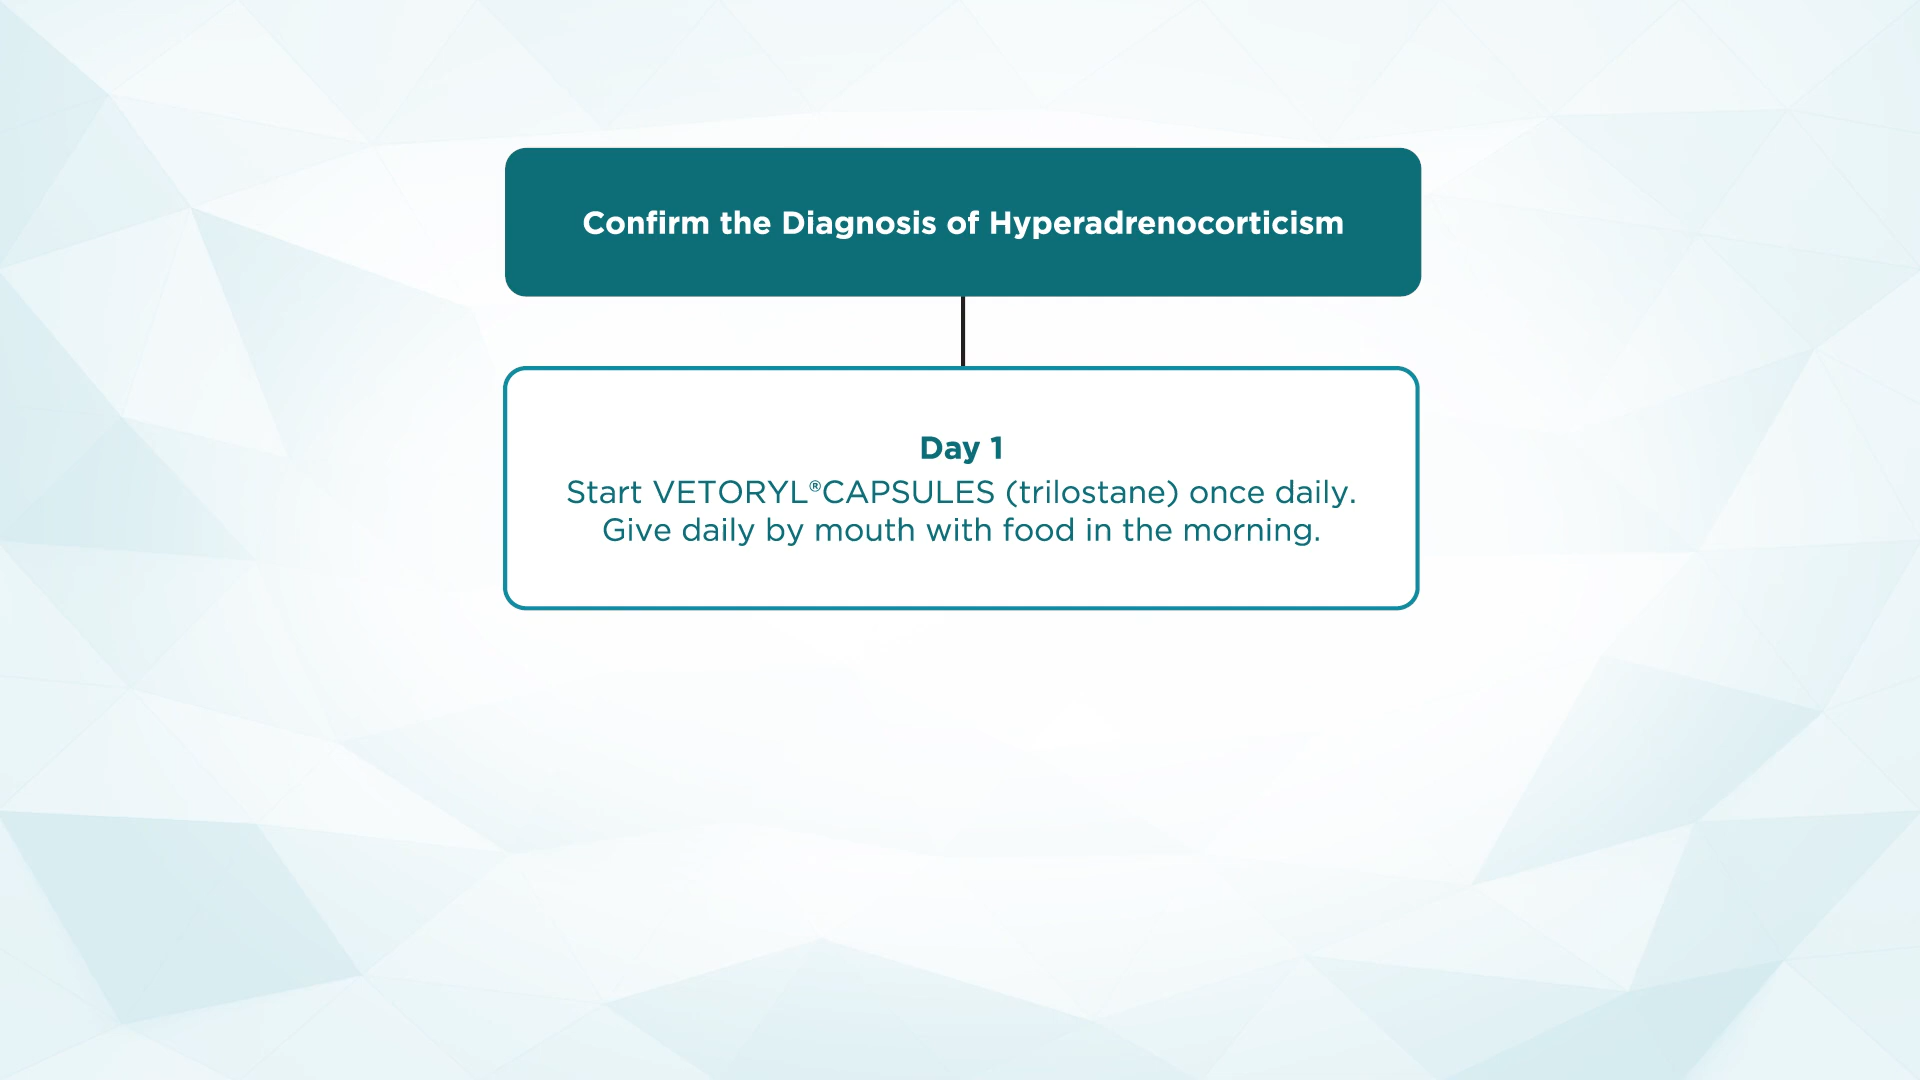 Confirm the Diagnosis of Hyperadrenocorticism
Day 1
Start VETORYL®CAPSULES (trilostane) once daily.
Give daily by mouth with food in the morning.